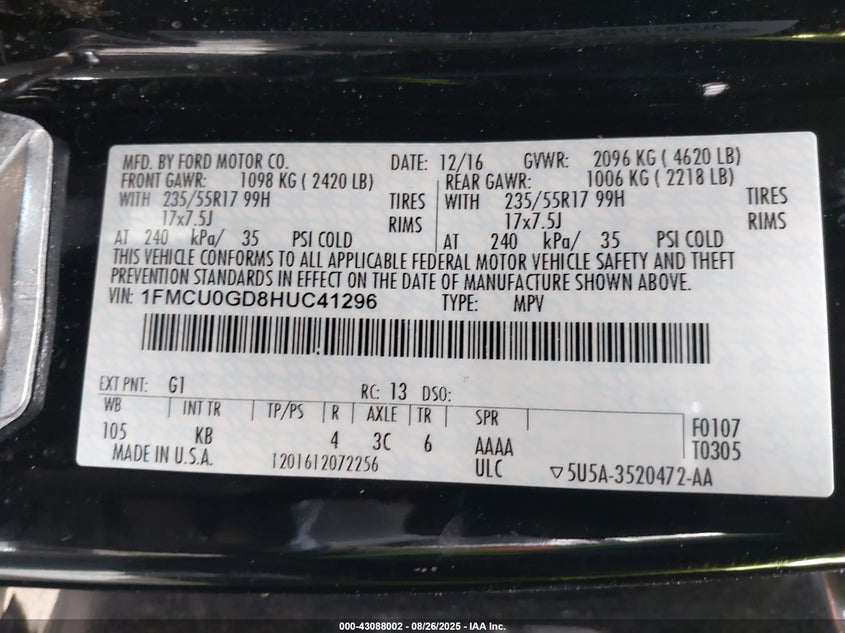 MFD. BY FORD MOTOR CO. DATE: 12/16 GVWR: 2096 KG ( 4620 LB)
FRONT GAWR: 1098 KG ( 2420 LB) REAR GAWR: 1006 KG ( 2218 LB)
WITH 235/55R17 99H TIRES WITH 235/55R17 99H TIRES
17x7.5J RIMS 17x7.5J RIMS
AT 240 kPa/ 35 PSI COLD AT 240 kPa/ 35 PSI COLD
THIS VEHICLE CONFORMS TO ALL APPLICABLE FEDERAL MOTOR VEHICLE SAFETY AND THEFT
PREVENTION STANDARDS IN EFFECT ON THE DATE OF MANUFACTURE SHOWN ABOVE.
VIN: 1FMCU0GD8HUC41296 TYPE: MPV
EXT PNT: G1 RC: 13 DSO:
WB INT TR TP/PS R AXLE TR SPR F0107
105 KB 4 3C 6 AAAA T0305
MADE IN U.S.A. 1201612072256 ULC ▽5U5A-3520472-AA
000-43088002 - 08/26/2025 - IAA Inc.